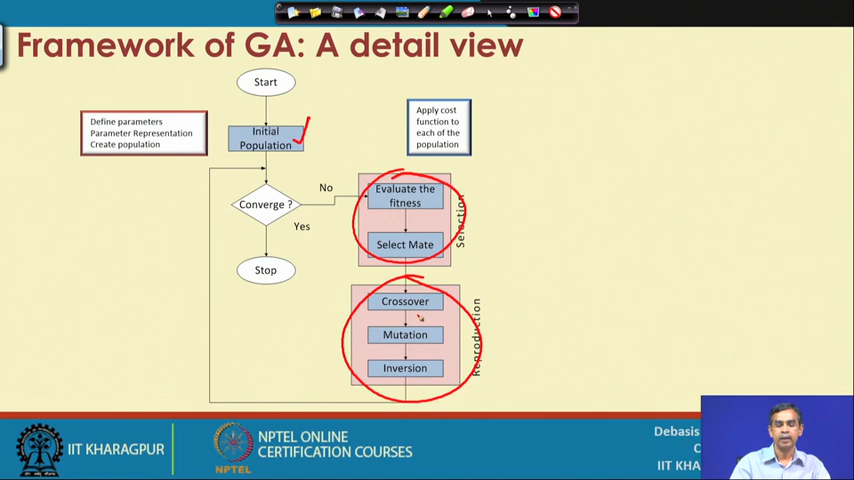 Framework of GA: A detail view
Start
Define parameters
Parameter Representation
Create population
Initial
Population
Apply cost
function to
each of the
population
No
Converge ?
Yes
Stop
Evaluate the
fitness
Select Mate
Selection
Crossover
Mutation
Inversion
Reproduction
IIT KHARAGPUR
NPTEL
NPTEL ONLINE
CERTIFICATION COURSES
Debasis
IIT KHA